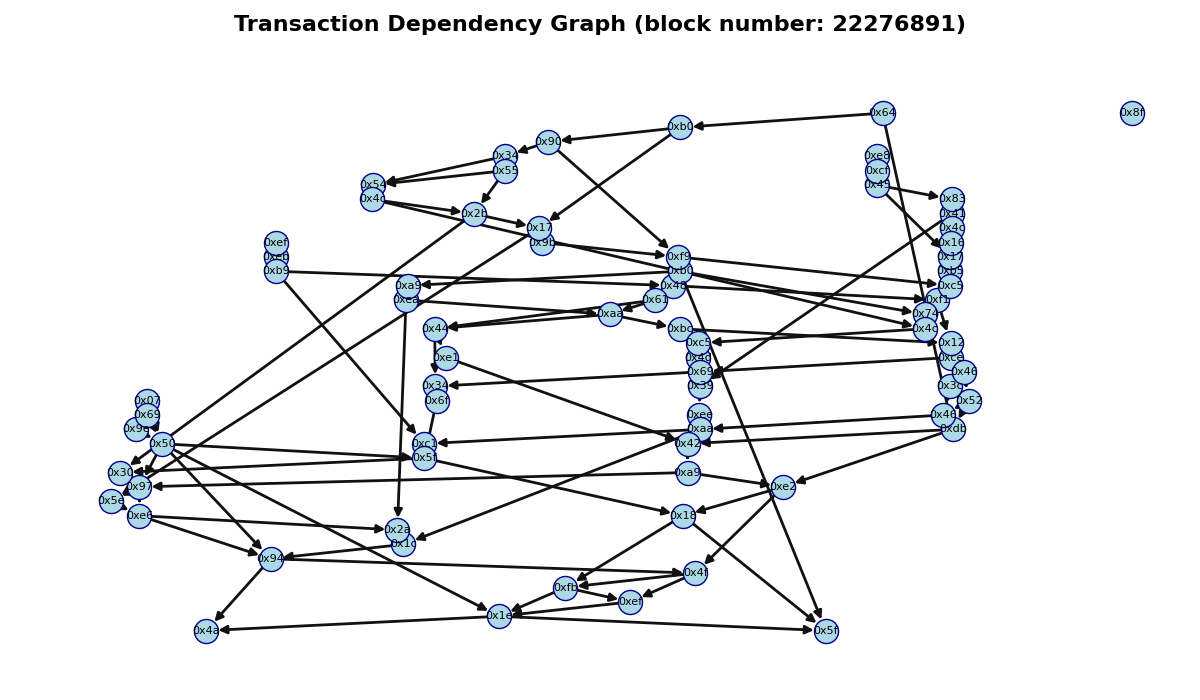 Transaction Dependency Graph (block number: 22276891)
0x8f
0x64
0xb0
0x90
0x34
0xe8
0x55
0xcf
0x54
0x45
0x4c
0x83
0x2b
0x41
0x17
0x4c
0xef
0x9b
0x16
0xeb
0xf9
0x17
0xb9
0xb0
0xb5
0xa9
0x48
0xc5
0xea
0x61
0xf1
0xaa
0x74
0x44
0xbc
0x4c
0xc5
0x12
0xe1
0x4d
0xce
0x69
0x46
0x34
0x39
0x3c
0x07
0x6f
0x52
0x69
0xee
0x46
0x9e
0xaa
0xdb
0x50
0xc1
0x42
0x5f
0x30
0xa9
0x97
0xe2
0x5e
0xe6
0x18
0x2a
0x1c
0x94
0x4f
0xfb
0xef
0x1e
0x4a
0x5f